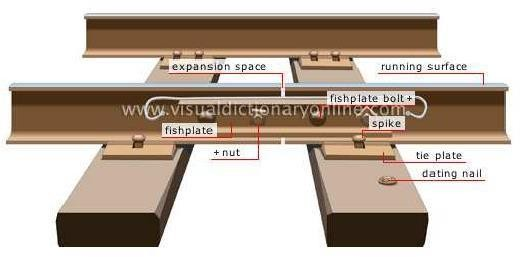 expansion space
running surface
www.visualdictionaryonline.com
fishplate bolt+
fishplate
spike
+nut
tie plate
dating nail